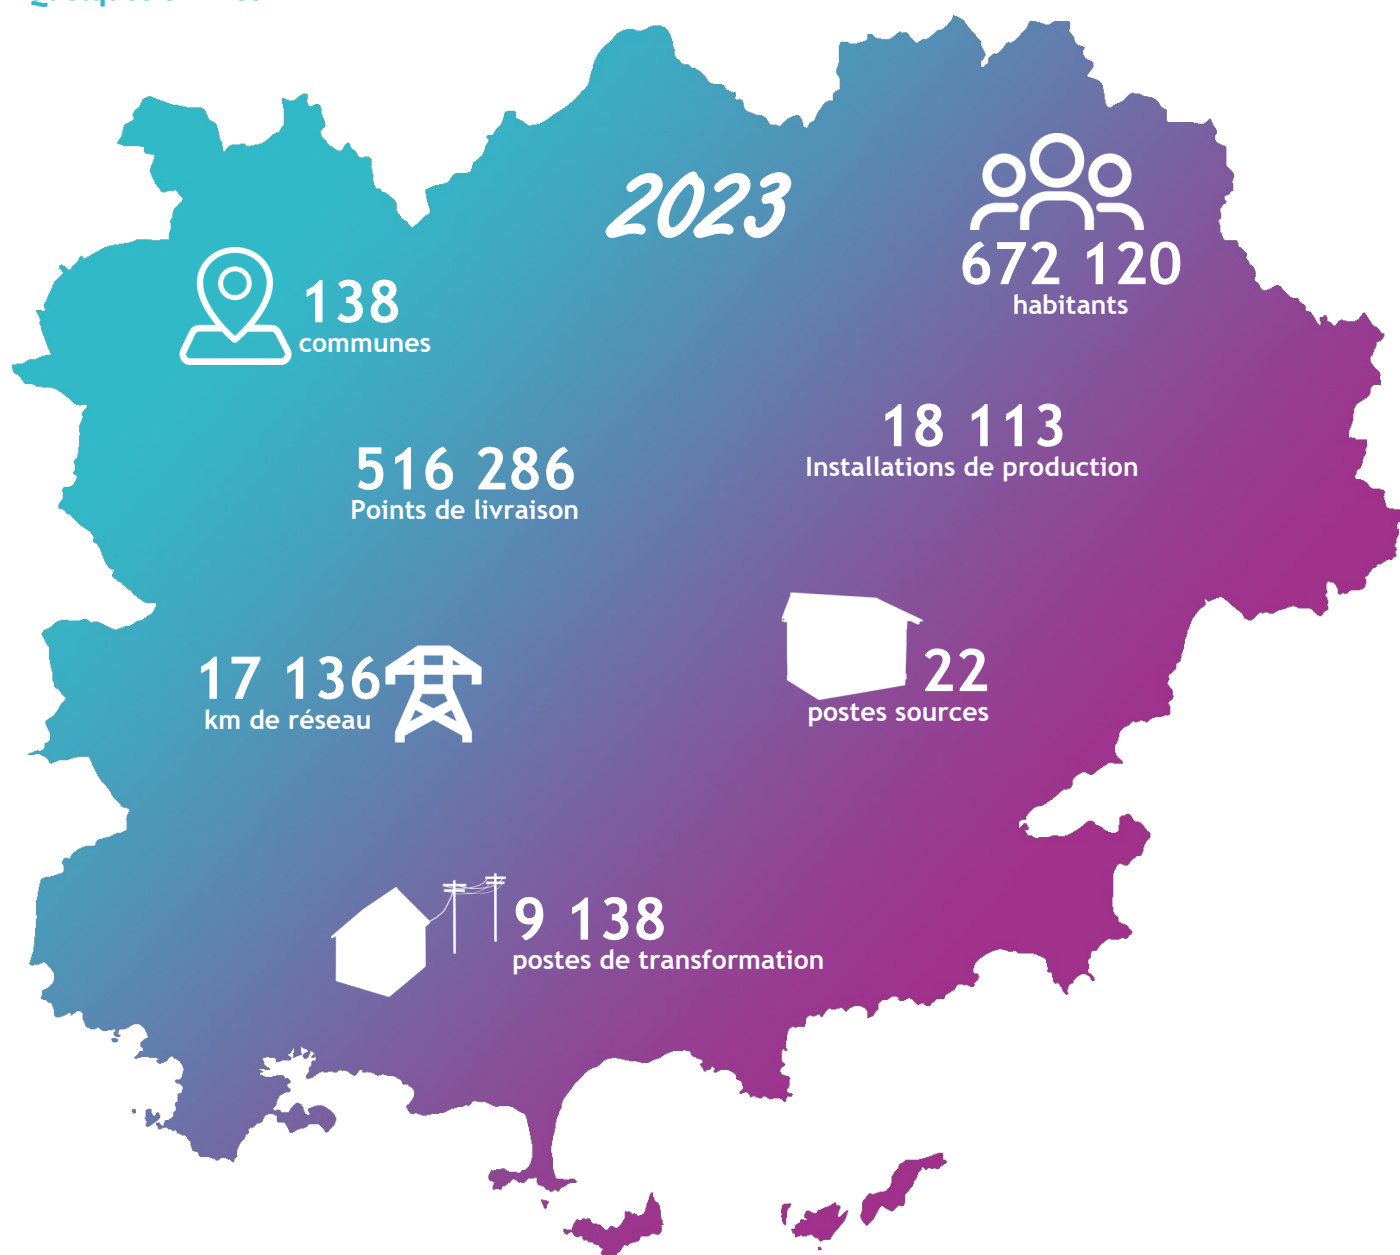 2023
672 120
habitants
138
communes
18 113
Installations de production
516 286
Points de livraison
22
postes sources
17 136
km de réseau
9 138
postes de transformation